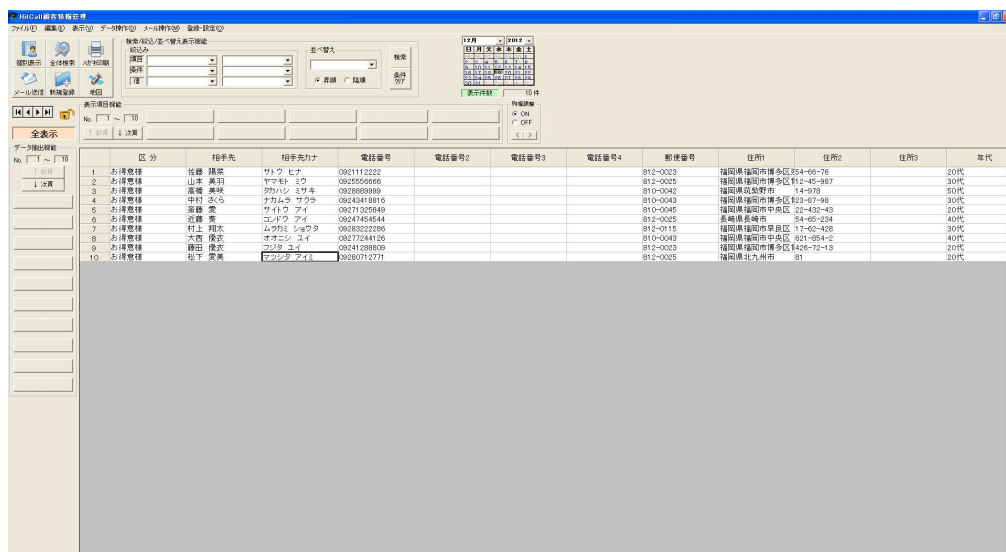 HitCall顧客情報管理
ファイル(F) 編集(E) 表示(V) データ操作(D) メール操作(M) 登録・設定(O)
個別表示 全体検索 ハガキ印刷
メール送信 新規登録 地図
検索/絞込/並べ替え表示機能
絞込み
項目
条件
値
並べ替え
昇順 降順
検索
条件クリア
12月 2012
日 月 火 水 木 金 土
表示件数 10 件
全表示
表示項目機能
No. 1 ～ 10
↑ 前頁 ↓ 次頁
列幅調整
ON
OFF
< >
データ抽出機能
No. 1 ～ 10
↑ 前頁
↓ 次頁
区分 相手先 相手先カナ 電話番号 電話番号2 電話番号3 電話番号4 郵便番号 住所1 住所2 住所3 年代
1 お得意様 佐藤 陽菜 サトウ ヒナ 0921112222 812-0023 福岡県福岡市博多区 54-66-76 20代
2 お得意様 山本 美羽 ヤマモト ミウ 0925556666 812-0025 福岡県福岡市博多区 12-45-987 30代
3 お得意様 高橋 美咲 タカハシ ミサキ 0928889999 810-0042 福岡県筑紫野市 14-978 50代
4 お得意様 中村 さくら ナカムラ サクラ 09243418816 810-0043 福岡県福岡市博多区 123-87-98 30代
5 お得意様 斎藤 愛 サイトウ アイ 09271325849 810-0045 福岡県福岡市中央区 22-432-43 20代
6 お得意様 近藤 葵 コンドウ アイ 09247454544 812-0025 長崎県長崎市 54-65-234 40代
7 お得意様 村上 翔太 ムラカミ ショウタ 09283222286 812-0115 福岡県福岡市早良区 17-62-428 30代
8 お得意様 大西 優衣 オオニシ ユイ 09277244126 810-0043 福岡県福岡市中央区 621-854-2 40代
9 お得意様 藤田 優衣 フジタ ユイ 09241288809 812-0023 福岡県福岡市博多区 1426-72-13 20代
10 お得意様 松下 愛美 マツシタ アイミ 09280712771 812-0025 福岡県北九州市 81 20代